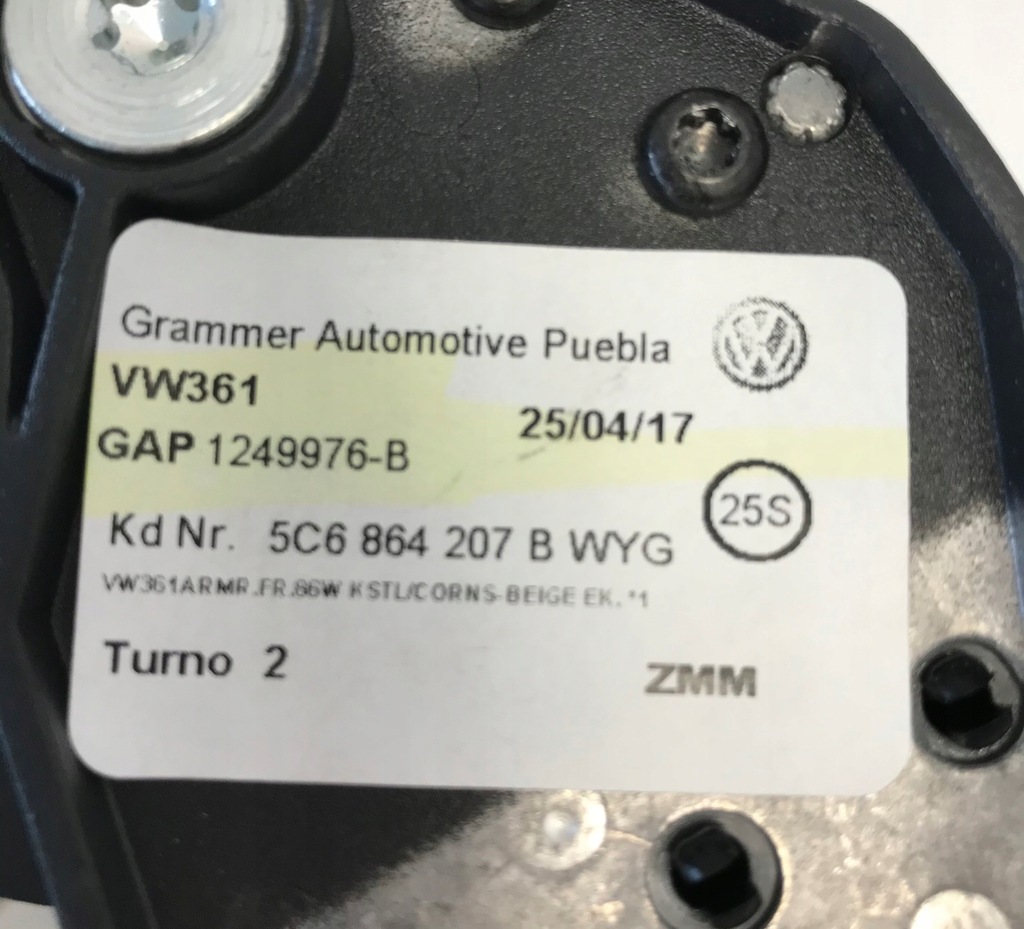 Grammer Automotive Puebla
VW
VW361
25/04/17
GAP 1249976-B
25S
Kd Nr. 5C6 864 207 B WYG
VW361ARMR.FR.86W KSTL/CORNS-BEIGE EK. *1
Turno 2
ZMM